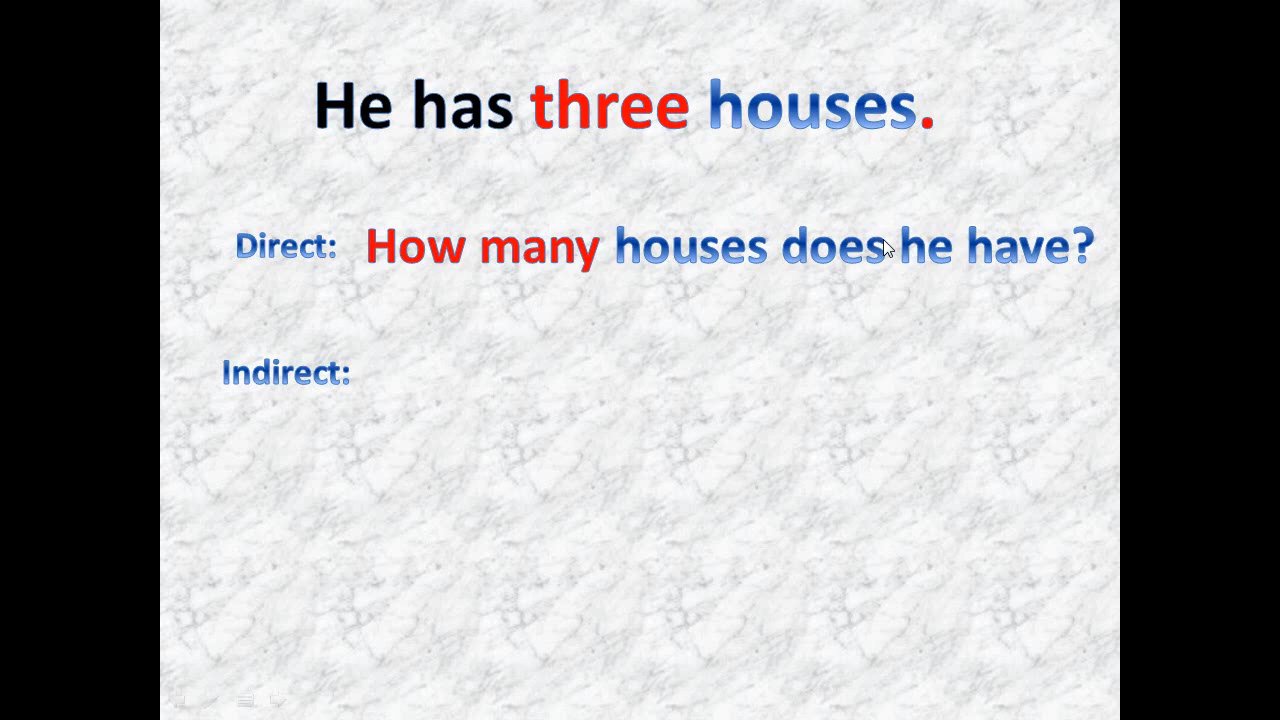 He has three houses.
Direct: How many houses does he have?
Indirect: